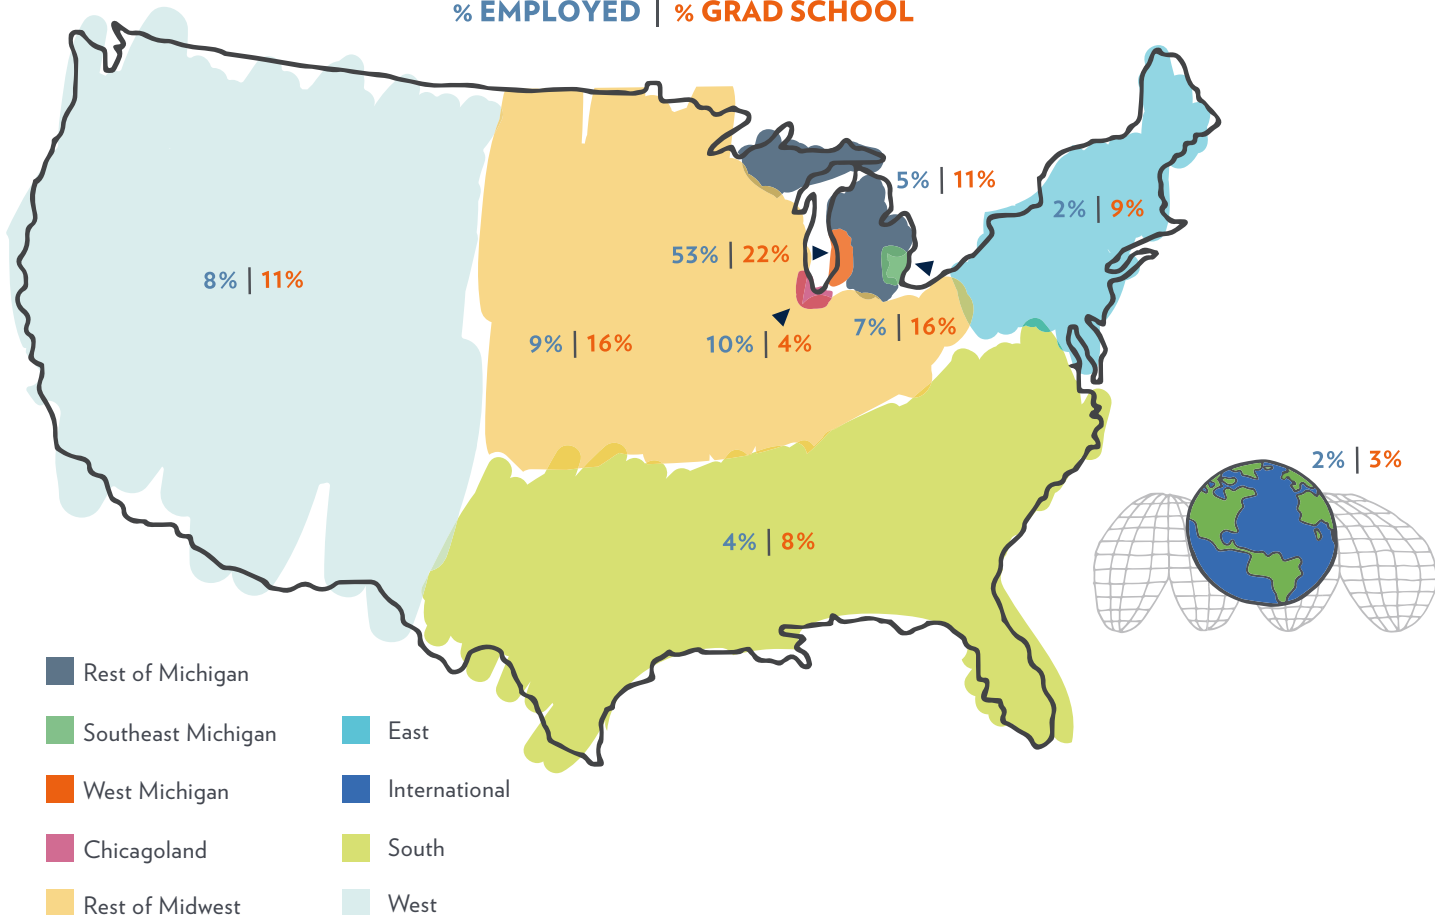 % EMPLOYED | % GRAD SCHOOL
5% | 11%
2% | 9%
53% | 22%
8% | 11%
7% | 16%
9% | 16%
10% | 4%
2% | 3%
4% | 8%
Rest of Michigan
Southeast Michigan
West Michigan
Chicagoland
Rest of Midwest
East
International
South
West